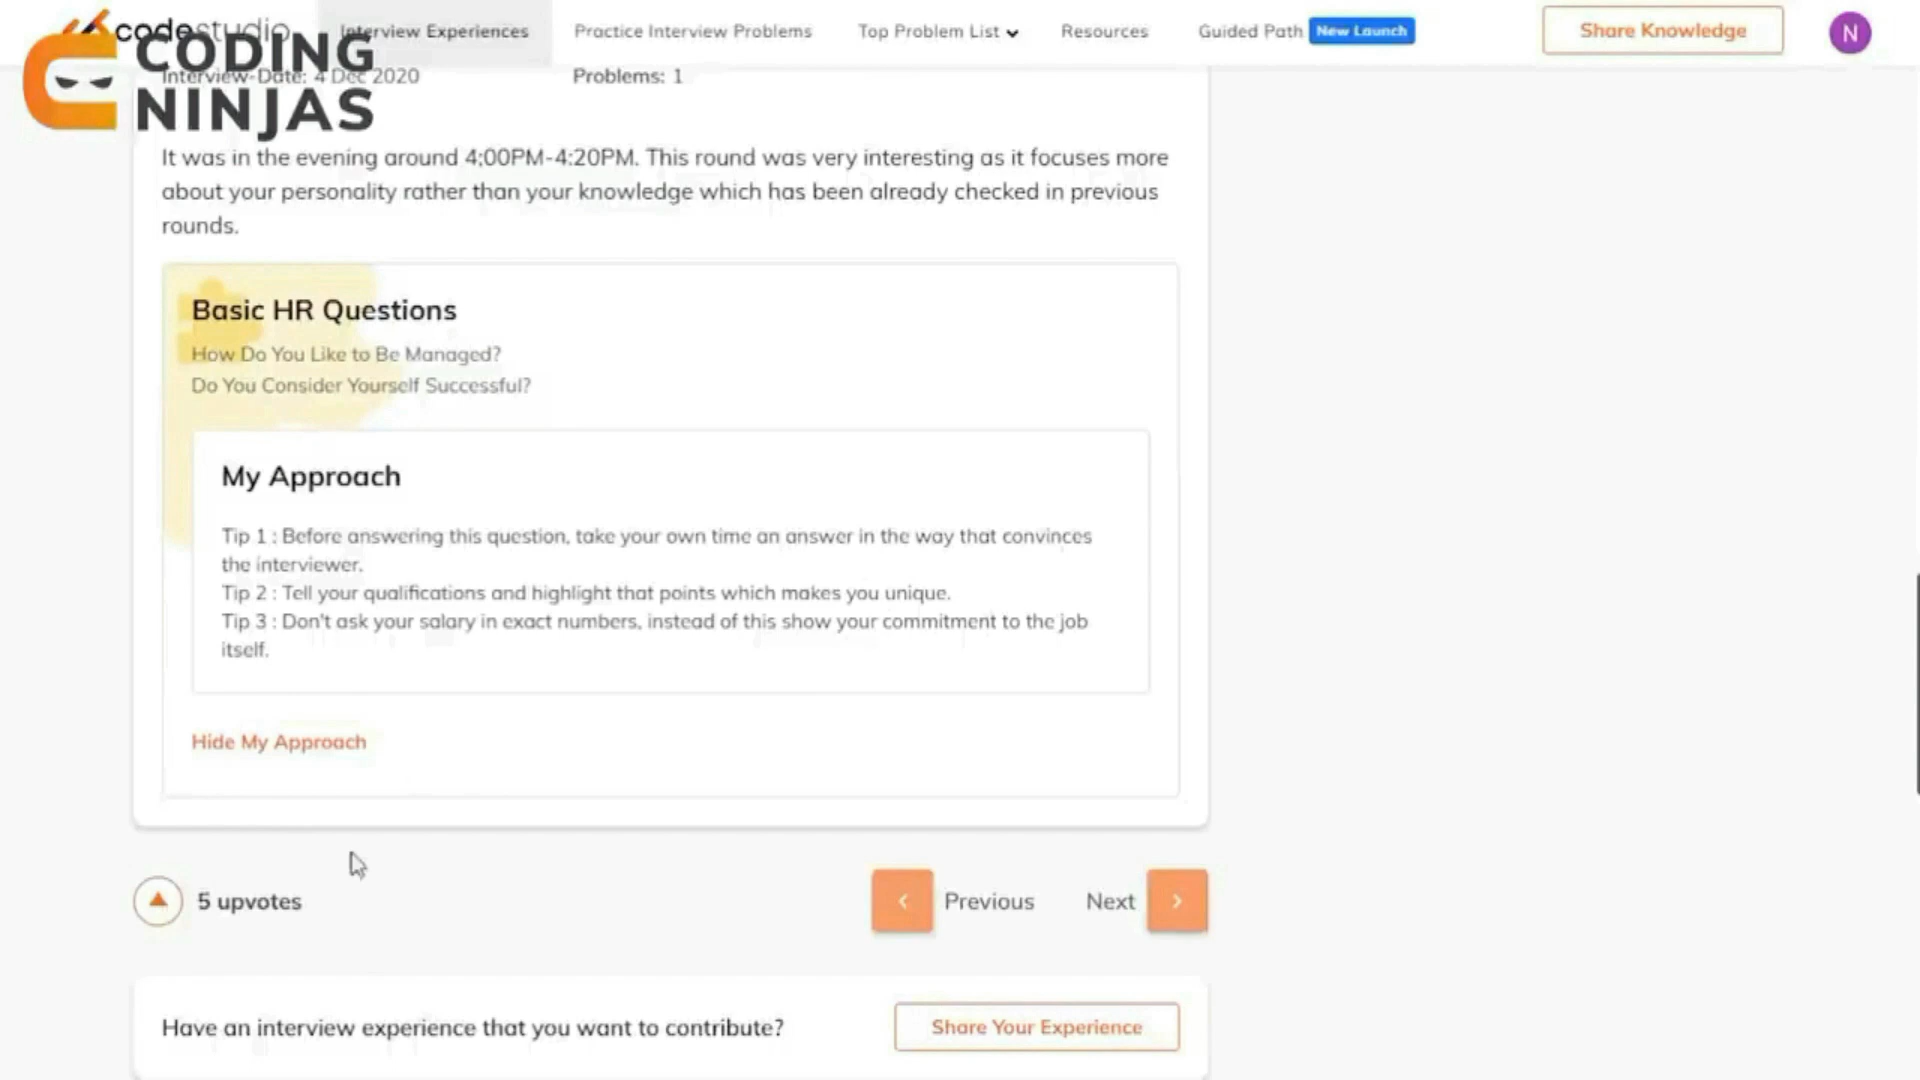 codestudio
Interview Experiences
Practice Interview Problems
Top Problem List
Resources
Guided Path New Launch
Share Knowledge
N
CODING
NINJAS
Interview-Date: 4 Dec 2020
Problems: 1
It was in the evening around 4;00PM-4:20PM. This round was very interesting as it focuses more
about your personality rather than your knowledge which has been already checked in previous
rounds.
Basic HR Questions
How Do You Like to Be Managed?
Do You Consider Yourself Successful?
My Approach
Tip 1 : Before answering this question, take your own time an answer in the way that convinces
the interviewer.
Tip 2 : Tell your qualifications and highlight that points which makes you unique.
Tip 3 : Don't ask your salary in exact numbers, instead of this show your commitment to the job
itself.
Hide My Approach
5 upvotes
Previous
Next
Have an interview experience that you want to contribute?
Share Your Experience